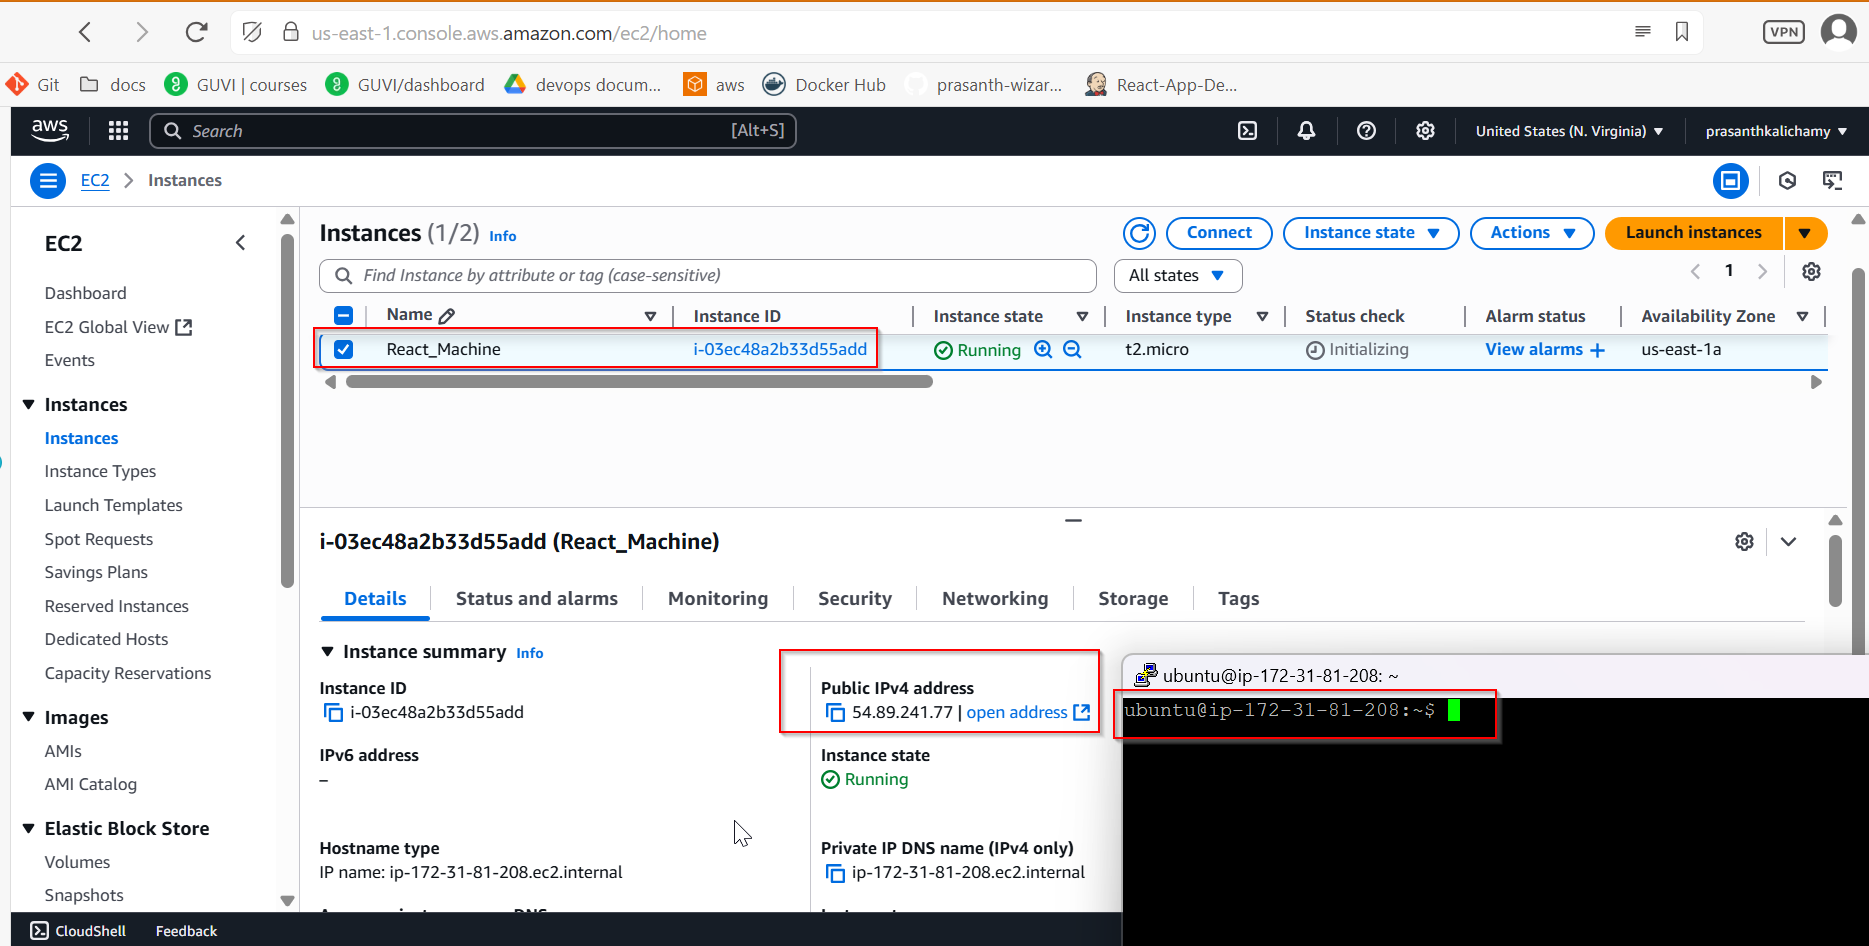 us-east-1.console.aws.amazon.com/ec2/home
VPN
Git
docs
GUVI | courses
GUVI/dashboard
devops docum...
aws
Docker Hub
prasanth-wizar...
React-App-De...
aws
Search
[Alt+S]
United States (N. Virginia)
prasanthkalichamy
EC2
Instances
EC2
Dashboard
EC2 Global View
Events
Instances
Instances
Instance Types
Launch Templates
Spot Requests
Savings Plans
Reserved Instances
Dedicated Hosts
Capacity Reservations
Images
AMIs
AMI Catalog
Elastic Block Store
Volumes
Snapshots
Instances (1/2) Info
Connect
Instance state
Actions
Launch instances
Find Instance by attribute or tag (case-sensitive)
All states
1
Name
Instance ID
Instance state
Instance type
Status check
Alarm status
Availability Zone
React_Machine
i-03ec48a2b33d55add
Running
t2.micro
Initializing
View alarms +
us-east-1a
i-03ec48a2b33d55add (React_Machine)
Details
Status and alarms
Monitoring
Security
Networking
Storage
Tags
Instance summary Info
Instance ID
i-03ec48a2b33d55add
Public IPv4 address
54.89.241.77 | open address
IPv6 address
–
Instance state
Running
Hostname type
IP name: ip-172-31-81-208.ec2.internal
Private IP DNS name (IPv4 only)
ip-172-31-81-208.ec2.internal
ubuntu@ip-172-31-81-208: ~
ubuntu@ip-172-31-81-208:~$
CloudShell
Feedback